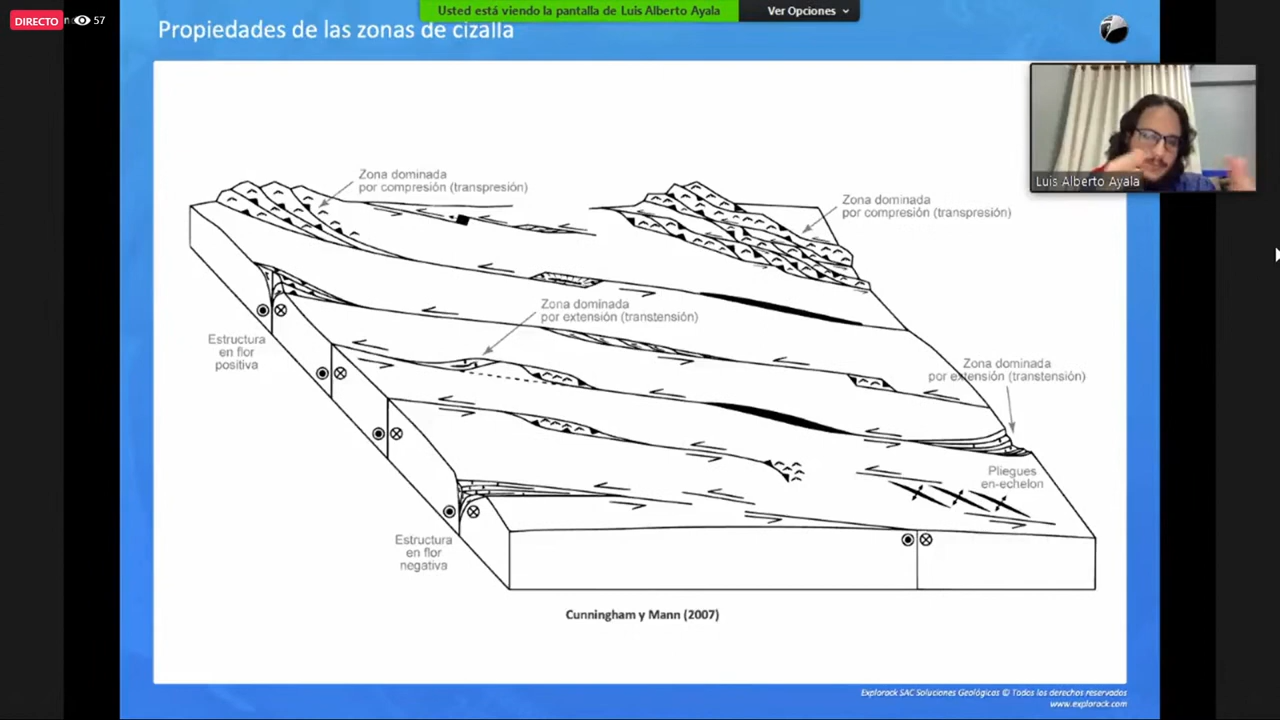 Usted está viendo la pantalla de Luis Alberto Ayala
Ver Opciones
DIRECTO
57
Propiedades de las zonas de cizalla
Luis Alberto Ayala
Zona dominada
por compresión (transpresión)
Zona dominada
por compresión (transpresión)
Zona dominada
por extensión (transtensión)
Estructura
en flor
positiva
Zona dominada
por extensión (transtensión)
Pliegues
en-echelon
Estructura
en flor
negativa
Cunningham y Mann (2007)
Explorock SAC Soluciones Geológicas © Todos los derechos reservados
www.explorock.com